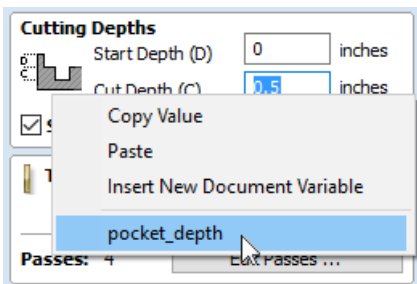 Cutting Depths
D
Start Depth (D) 0 inches
C
Cut Depth (C) 0.5 inches
Copy Value
Paste
Insert New Document Variable
pocket_depth
Passes: 4 Edit Passes ...